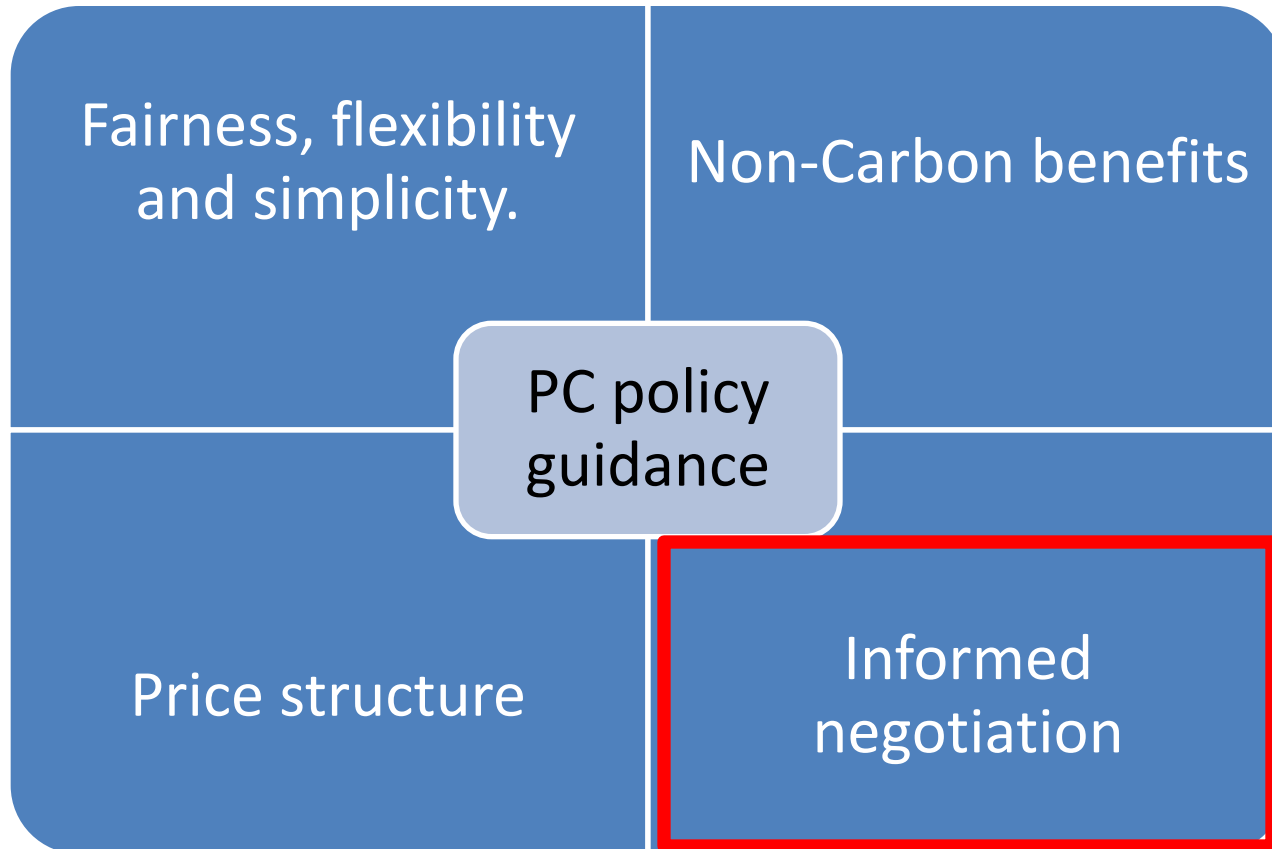 Fairness, flexibility
and simplicity.
Non-Carbon benefits
PC policy
guidance
Price structure
Informed
negotiation